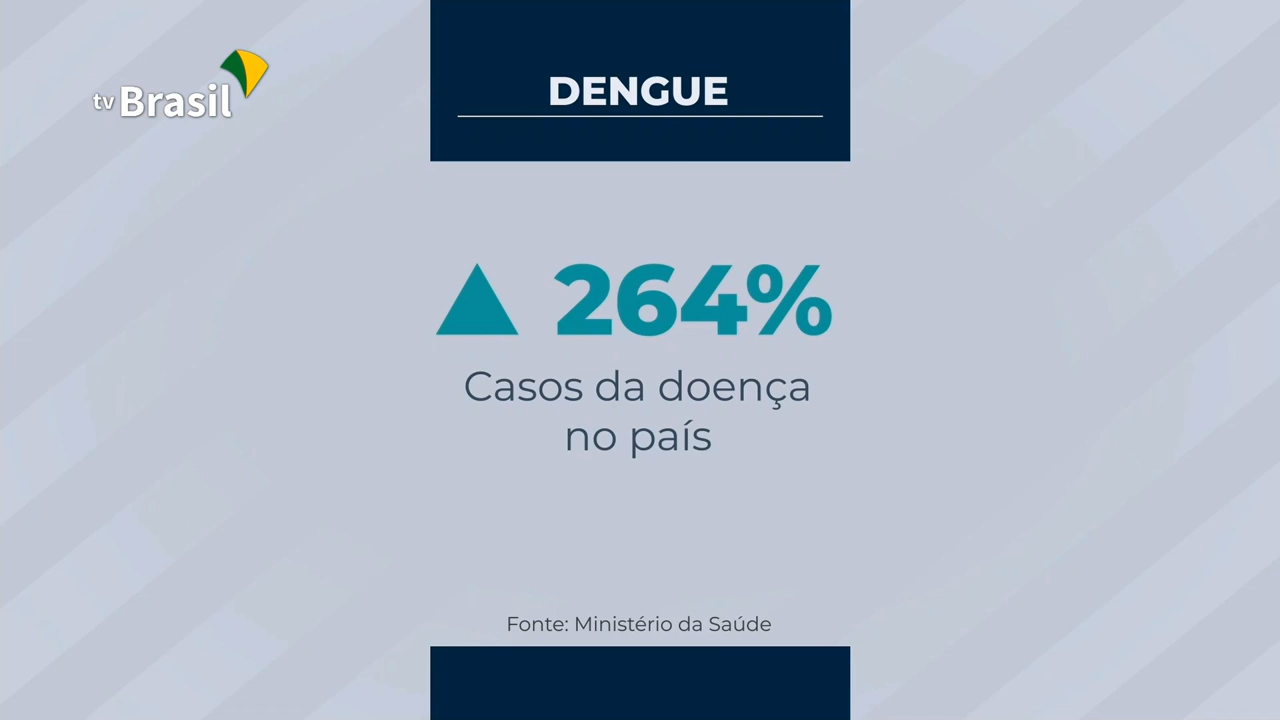 tv Brasil
DENGUE
▲ 264%
Casos da doença
no país
Fonte: Ministério da Saúde